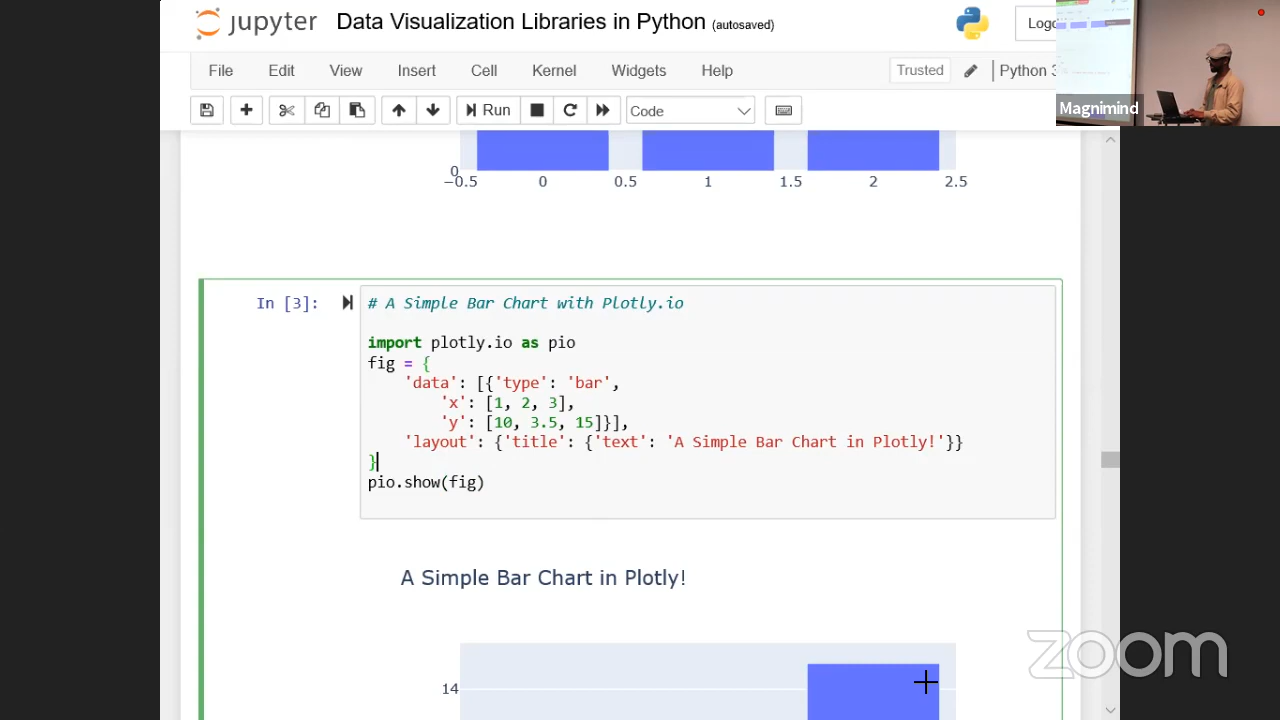 jupyter Data Visualization Libraries in Python (autosaved)
File Edit View Insert Cell Kernel Widgets Help Trusted Python 3
Run Code
Magnimind
0
−0.5 0 0.5 1 1.5 2 2.5
In [3]:
# A Simple Bar Chart with Plotly.io
import plotly.io as pio
fig = {
'data': [{'type': 'bar',
'x': [1, 2, 3],
'y': [10, 3.5, 15]}],
'layout': {'title': {'text': 'A Simple Bar Chart in Plotly!'}}
}
pio.show(fig)
A Simple Bar Chart in Plotly!
14
zoom